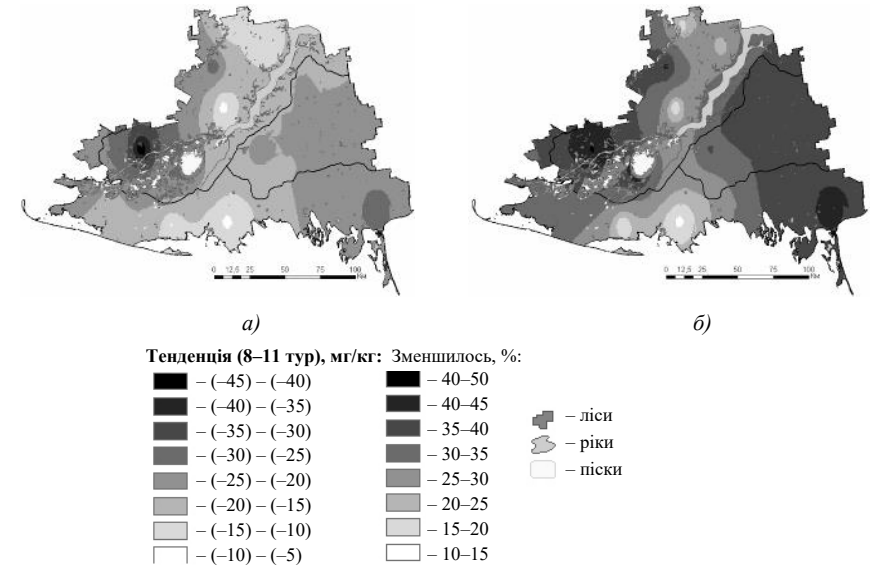 0 12,5 25 50 75 100
Км
0 12,5 25 50 75 100
Км
а) б)
Тенденція (8–11 тур), мг/кг: Зменшилось, %:
– (–45) – (–40) – 40–50
– (–40) – (–35) – 40–45
– (–35) – (–30) – 35–40
– (–30) – (–25) – 30–35
– (–25) – (–20) – 25–30
– (–20) – (–15) – 20–25
– (–15) – (–10) – 15–20
– (–10) – (–5) – 10–15
– ліси
– ріки
– піски